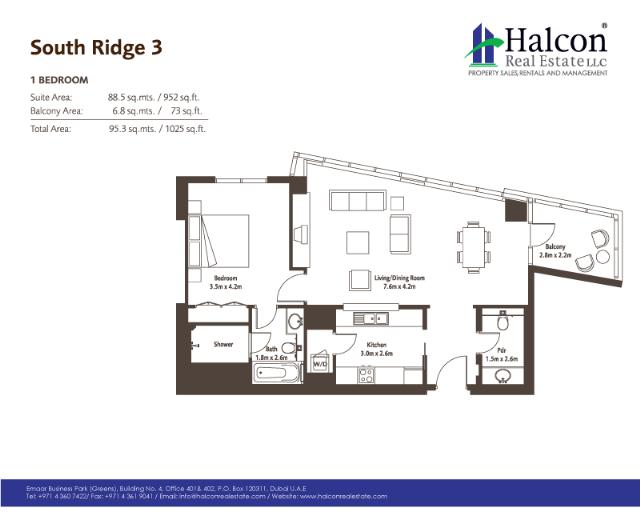 South Ridge 3
Halcon®
Real Estate LLC
PROPERTY SALES, RENTALS AND MANAGEMENT
1 BEDROOM
Suite Area: 88.5 sq.mts. / 952 sq.ft.
Balcony Area: 6.8 sq.mts. / 73 sq.ft.
Total Area: 95.3 sq.mts. / 1025 sq.ft.
Balcony
2.8m x 2.2m
Bedroom
3.5m x 4.2m
Living/Dining Room
7.6m x 4.2m
Shower
Bath
1.8m x 2.6m
W/D
Kitchen
3.0m x 2.6m
Pdr
1.5m x 2.6m
Emaar Business Park (Greens), Building No. 4, Office 401& 402, P.O. Box 120311, Dubai U.A.E
Tel: +971 4 360 7422/ Fax: +971 4 361 9041 / Email: info@halconrealestate.com / Website: www.halconrealestate.com